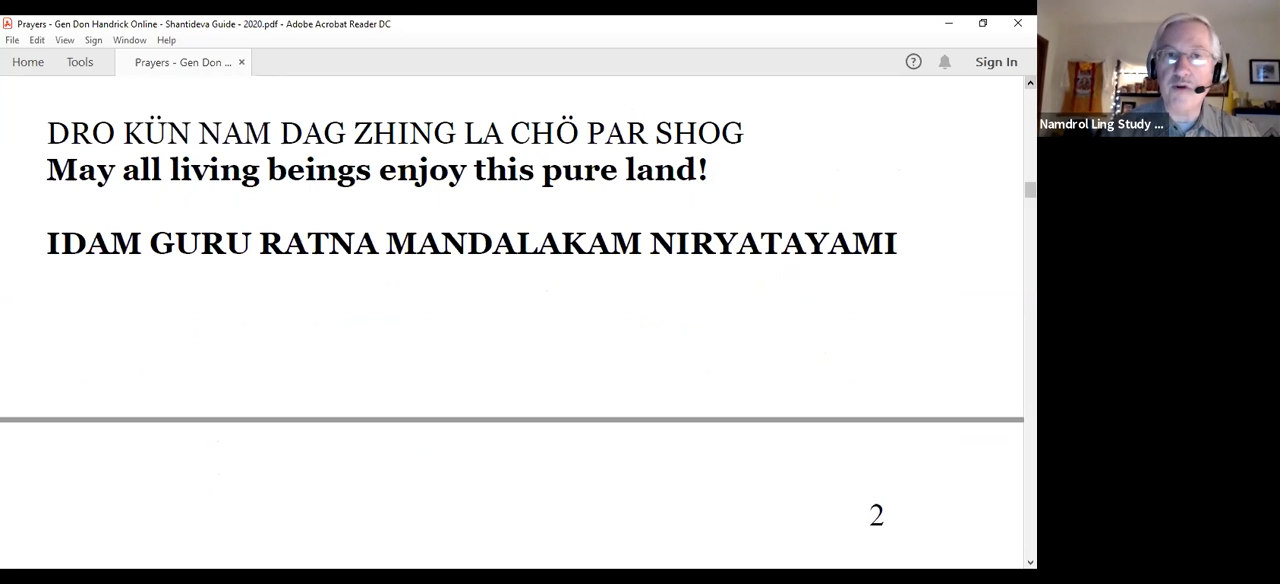 Prayers - Gen Don Handrick Online - Shantideva Guide - 2020.pdf - Adobe Acrobat Reader DC
File Edit View Sign Window Help
Home Tools Prayers - Gen Don ... × ? Sign In
DRO KÜN NAM DAG ZHING LA CHÖ PAR SHOG
May all living beings enjoy this pure land!
IDAM GURU RATNA MANDALAKAM NIRYATAYAMI
2
Namdrol Ling Study ...